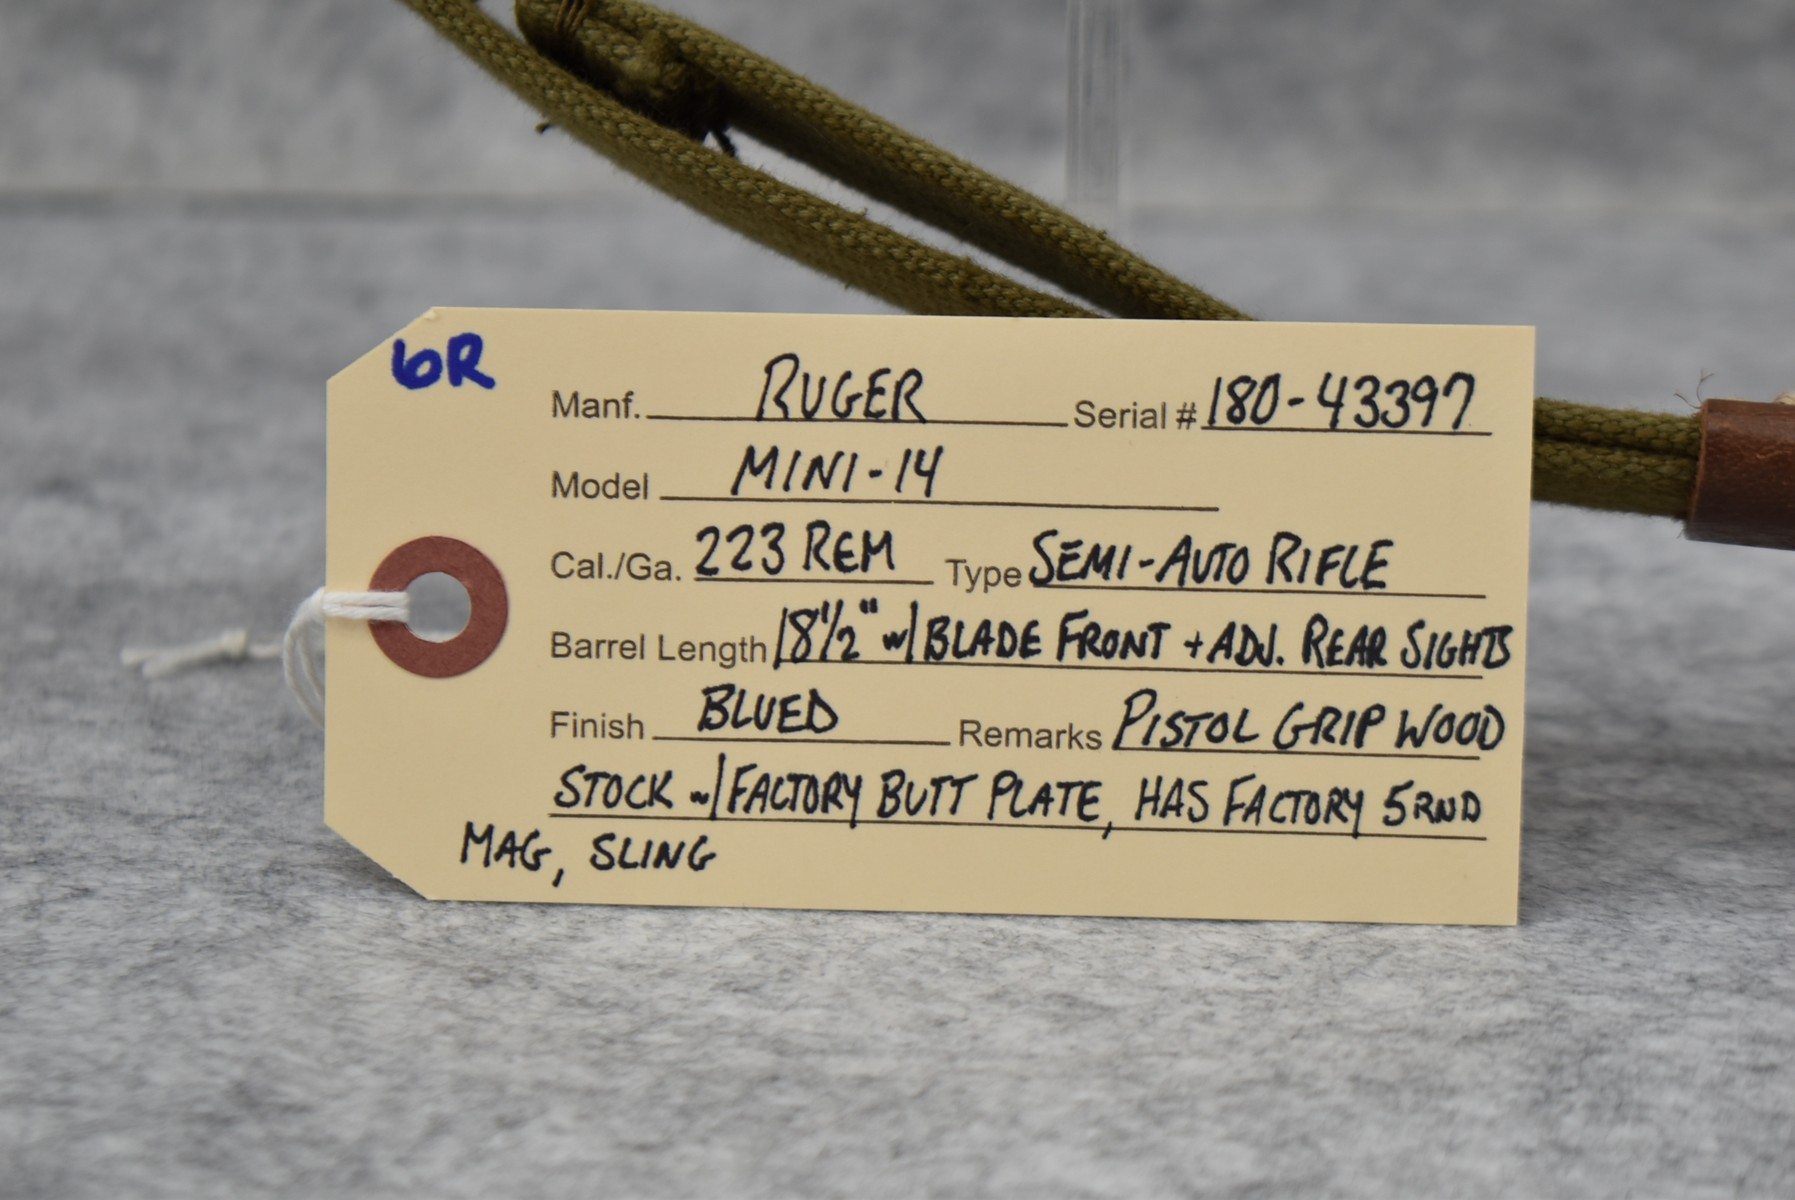 6R
Manf. RUGER Serial # 180-43397
Model MINI-14
Cal./Ga. 223 REM Type SEMI-AUTO RIFLE
Barrel Length 18 1/2" w/ BLADE FRONT + ADJ. REAR SIGHTS
Finish BLUED Remarks PISTOL GRIP WOOD
STOCK w/ FACTORY BUTT PLATE, HAS FACTORY 5RND
MAG, SLING